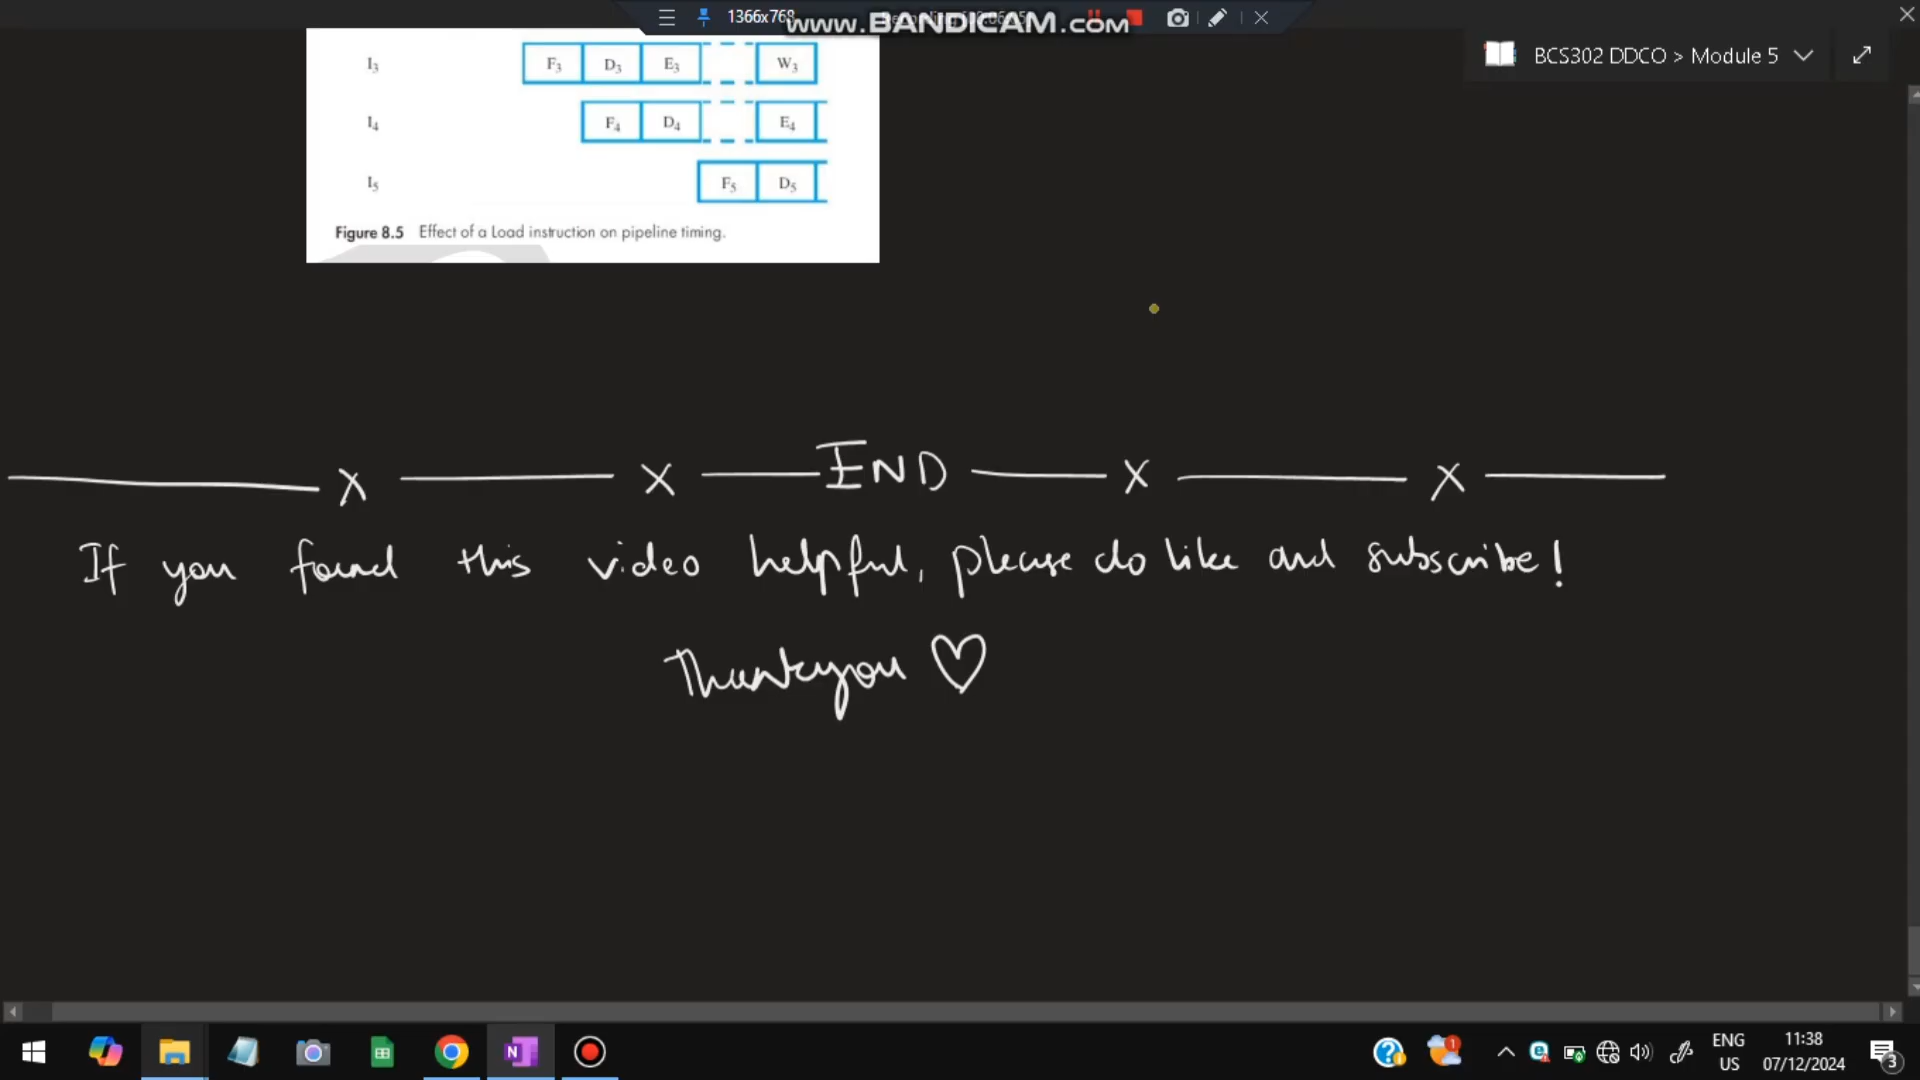 1366x768
www.BANDICAM.com
BCS302 DDCO > Module 5
I3 F3 D3 E3 W3
I4 F4 D4 E4
I5 F5 D5
Figure 8.5 Effect of a Load instruction on pipeline timing.
X X END X X
If you found this video helpful, please do like and subscribe!
Thankyou ♡
ENG 11:38
US 07/12/2024
3
1